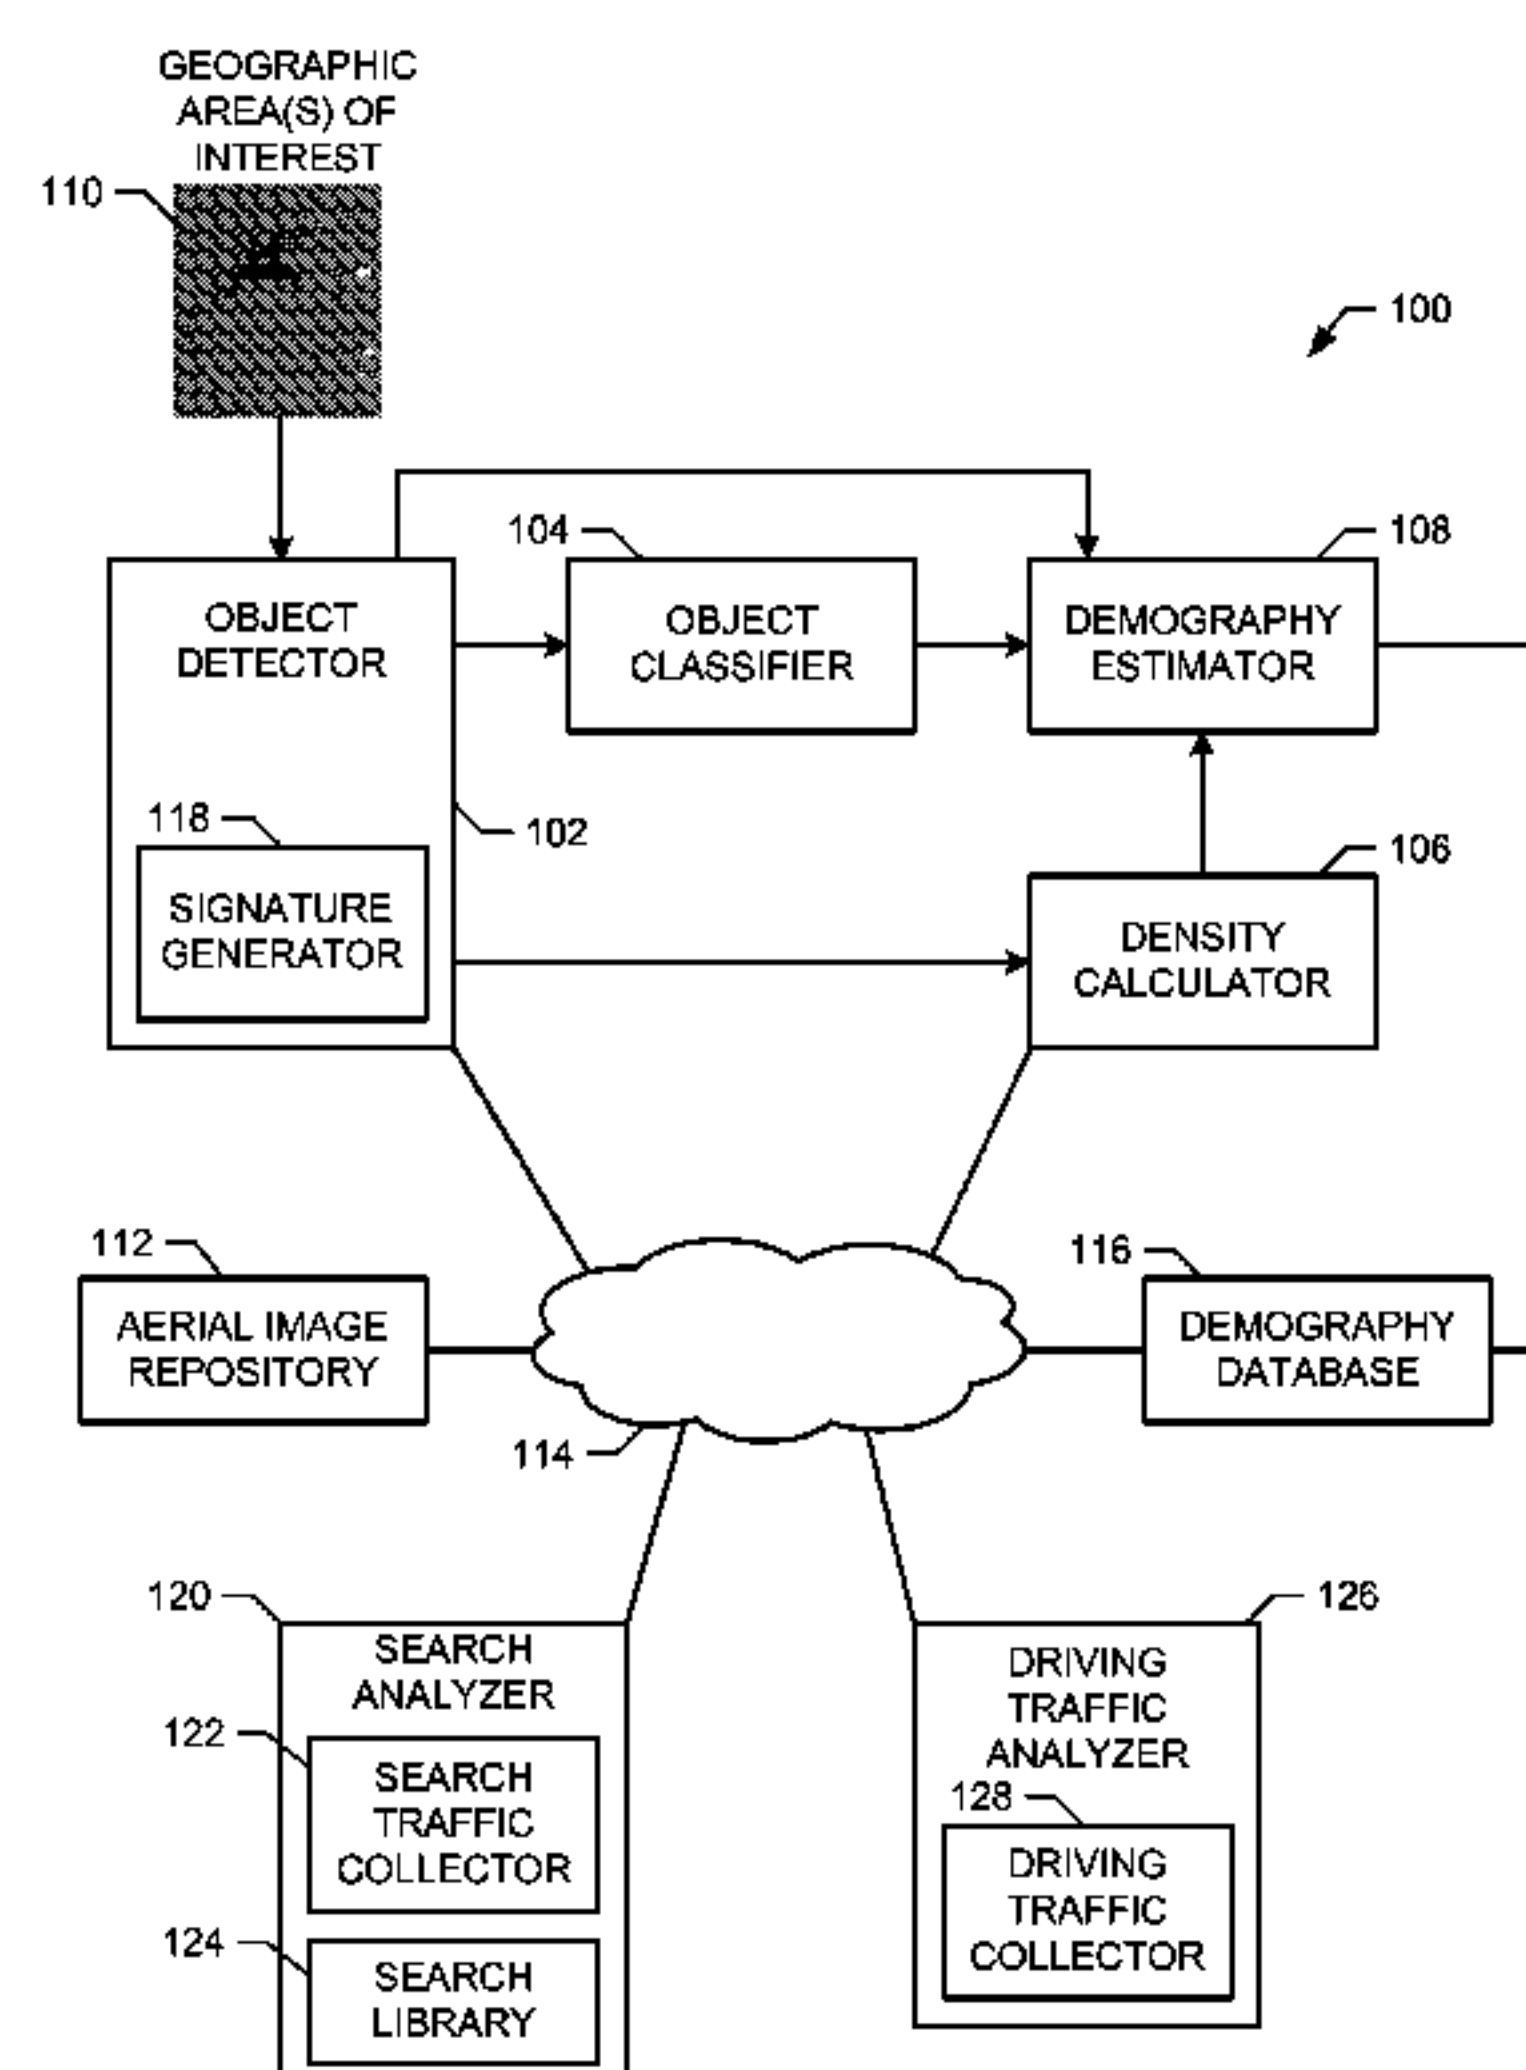 GEOGRAPHIC
AREA(S) OF
INTEREST
110
100
104
108
OBJECT
DETECTOR
OBJECT
CLASSIFIER
DEMOGRAPHY
ESTIMATOR
118
102
106
SIGNATURE
GENERATOR
DENSITY
CALCULATOR
112
116
AERIAL IMAGE
REPOSITORY
DEMOGRAPHY
DATABASE
114
120
126
SEARCH
ANALYZER
DRIVING
TRAFFIC
ANALYZER
122
SEARCH
TRAFFIC
COLLECTOR
128
DRIVING
TRAFFIC
COLLECTOR
124
SEARCH
LIBRARY